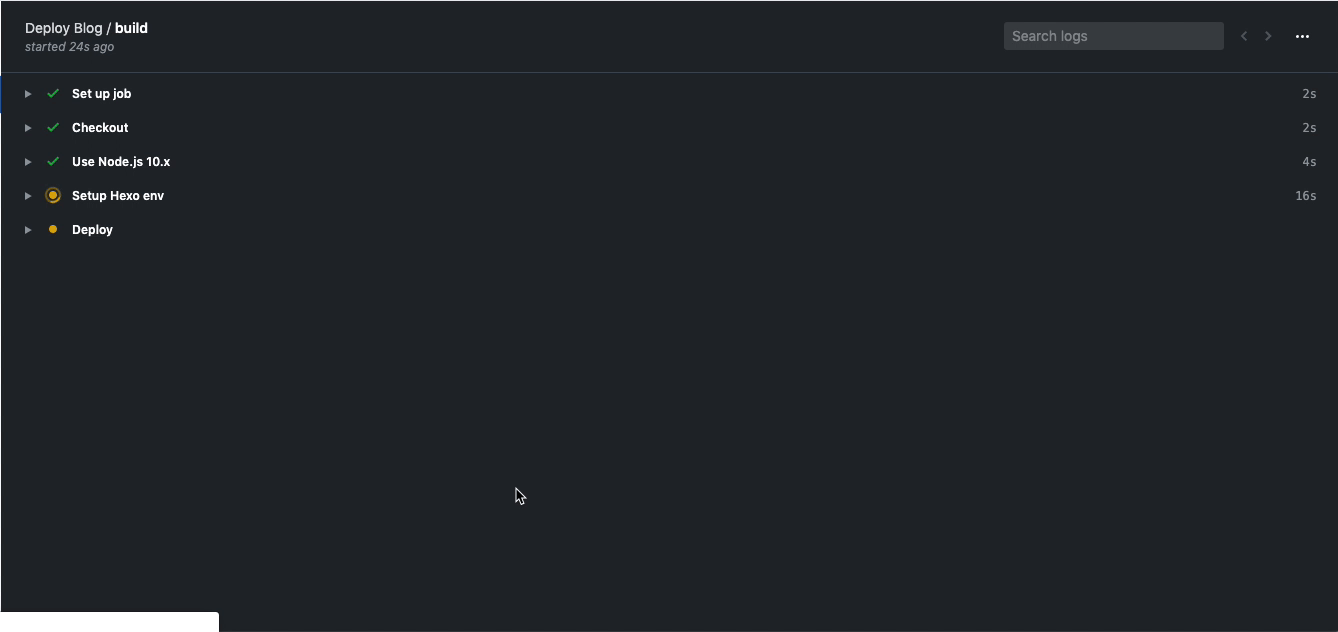 Deploy Blog / build
started 24s ago
Search logs
Set up job 2s
Checkout 2s
Use Node.js 10.x 4s
Setup Hexo env 16s
Deploy